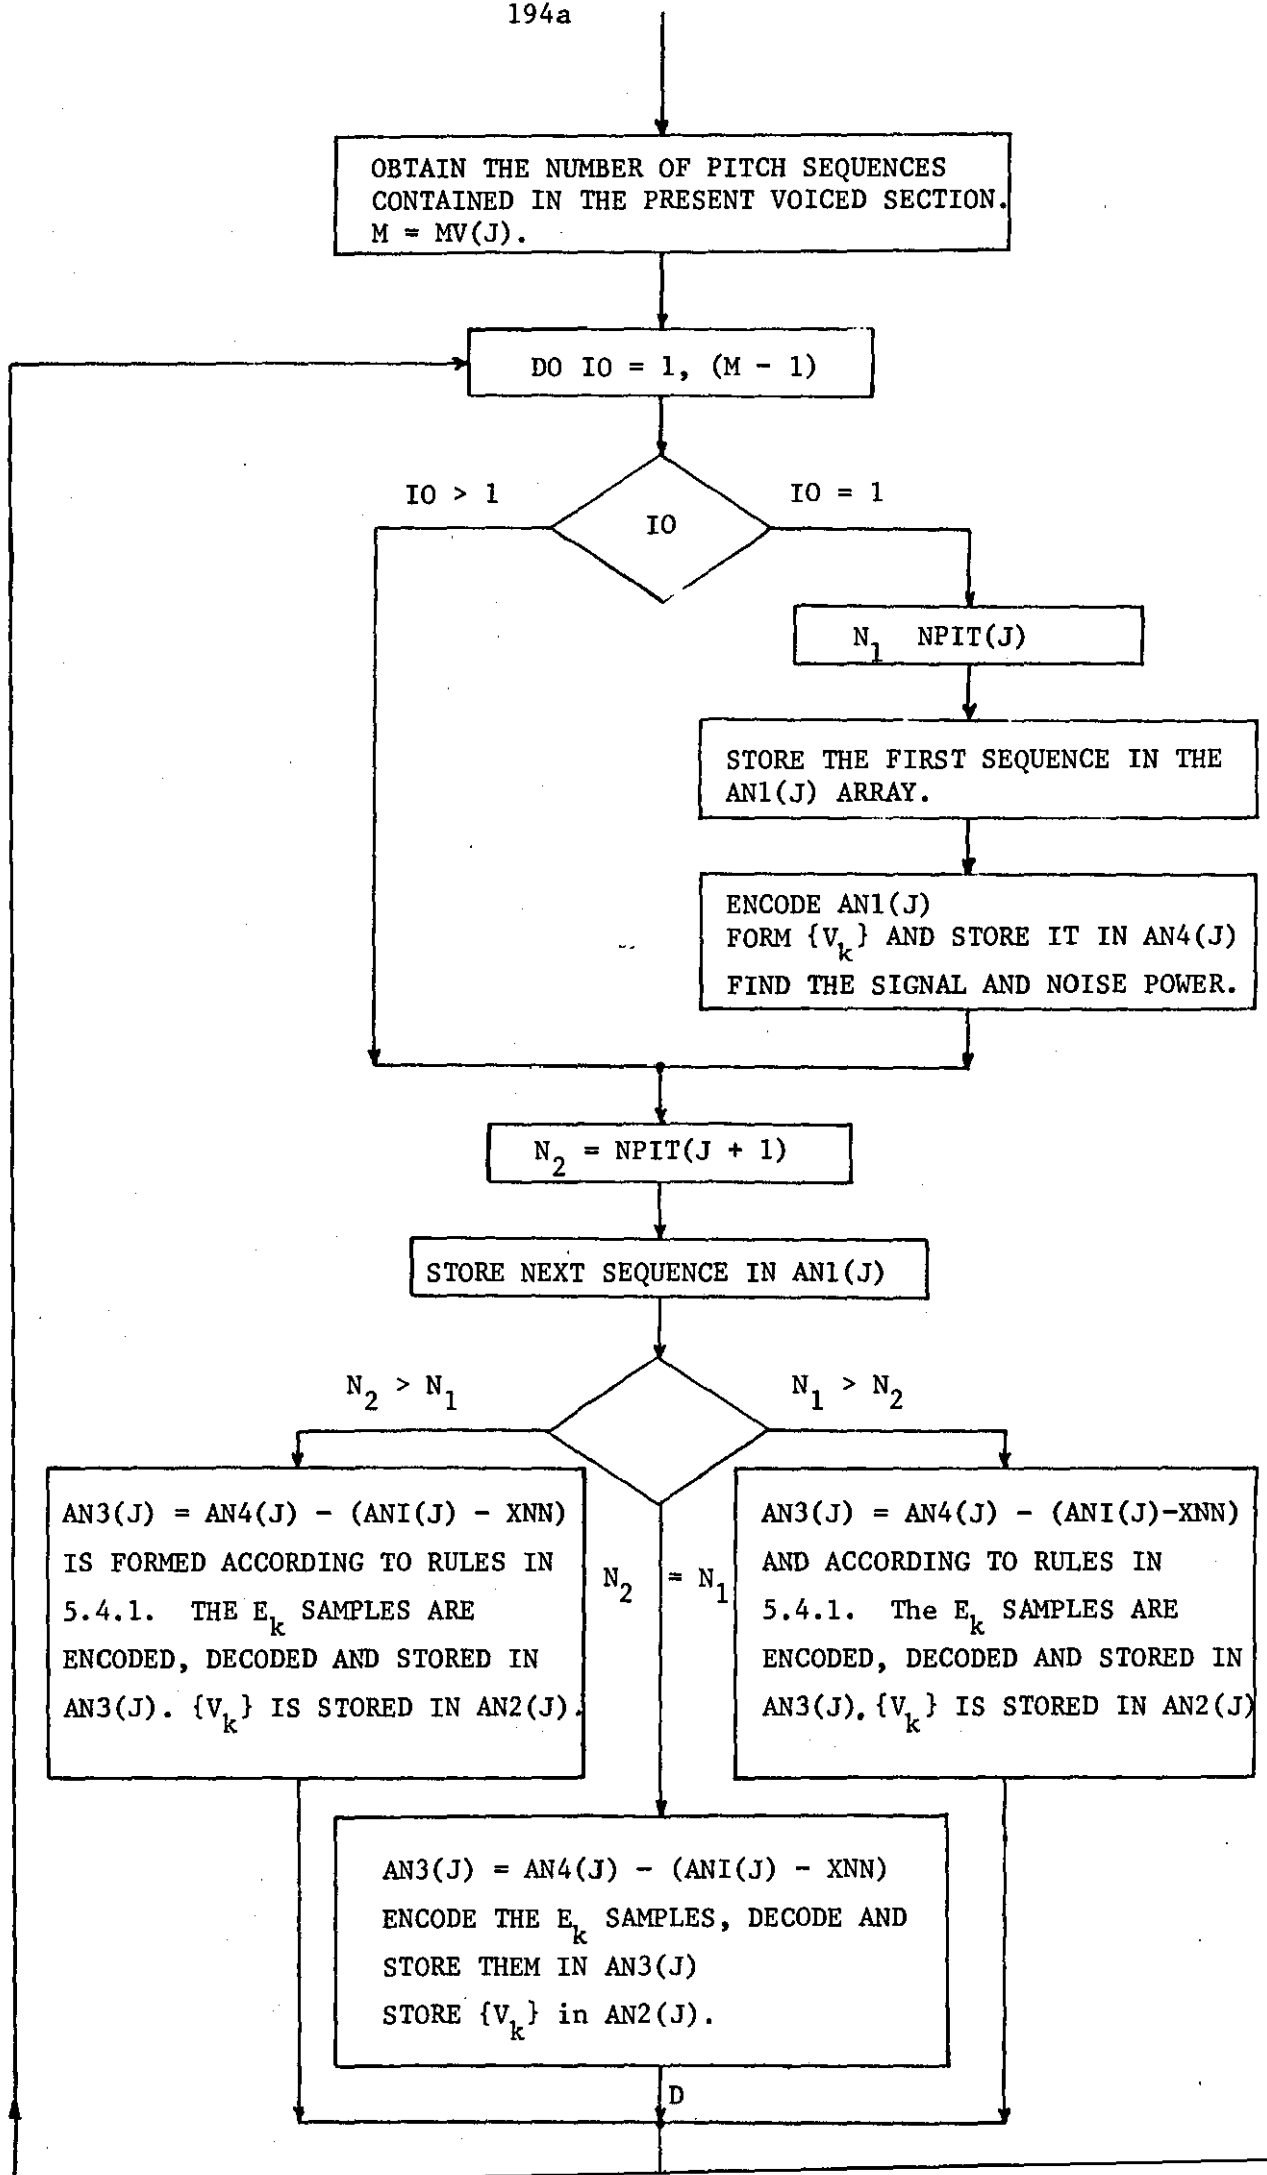 194a
OBTAIN THE NUMBER OF PITCH SEQUENCES
CONTAINED IN THE PRESENT VOICED SECTION.
M = MV(J).
DO IO = 1, (M - 1)
IO > 1
IO = 1
IO
N₁ NPIT(J)
STORE THE FIRST SEQUENCE IN THE
AN1(J) ARRAY.
ENCODE AN1(J)
FORM {Vₖ} AND STORE IT IN AN4(J)
FIND THE SIGNAL AND NOISE POWER.
N₂ = NPIT(J + 1)
STORE NEXT SEQUENCE IN AN1(J)
N₂ > N₁
N₁ > N₂
AN3(J) = AN4(J) - (ANI(J) - XNN)
IS FORMED ACCORDING TO RULES IN
5.4.1. THE Eₖ SAMPLES ARE
ENCODED, DECODED AND STORED IN
AN3(J). {Vₖ} IS STORED IN AN2(J).
N₂ = N₁
AN3(J) = AN4(J) - (ANI(J)-XNN)
AND ACCORDING TO RULES IN
5.4.1. The Eₖ SAMPLES ARE
ENCODED, DECODED AND STORED IN
AN3(J). {Vₖ} IS STORED IN AN2(J)
AN3(J) = AN4(J) - (ANI(J) - XNN)
ENCODE THE Eₖ SAMPLES, DECODE AND
STORE THEM IN AN3(J)
STORE {Vₖ} in AN2(J).
D